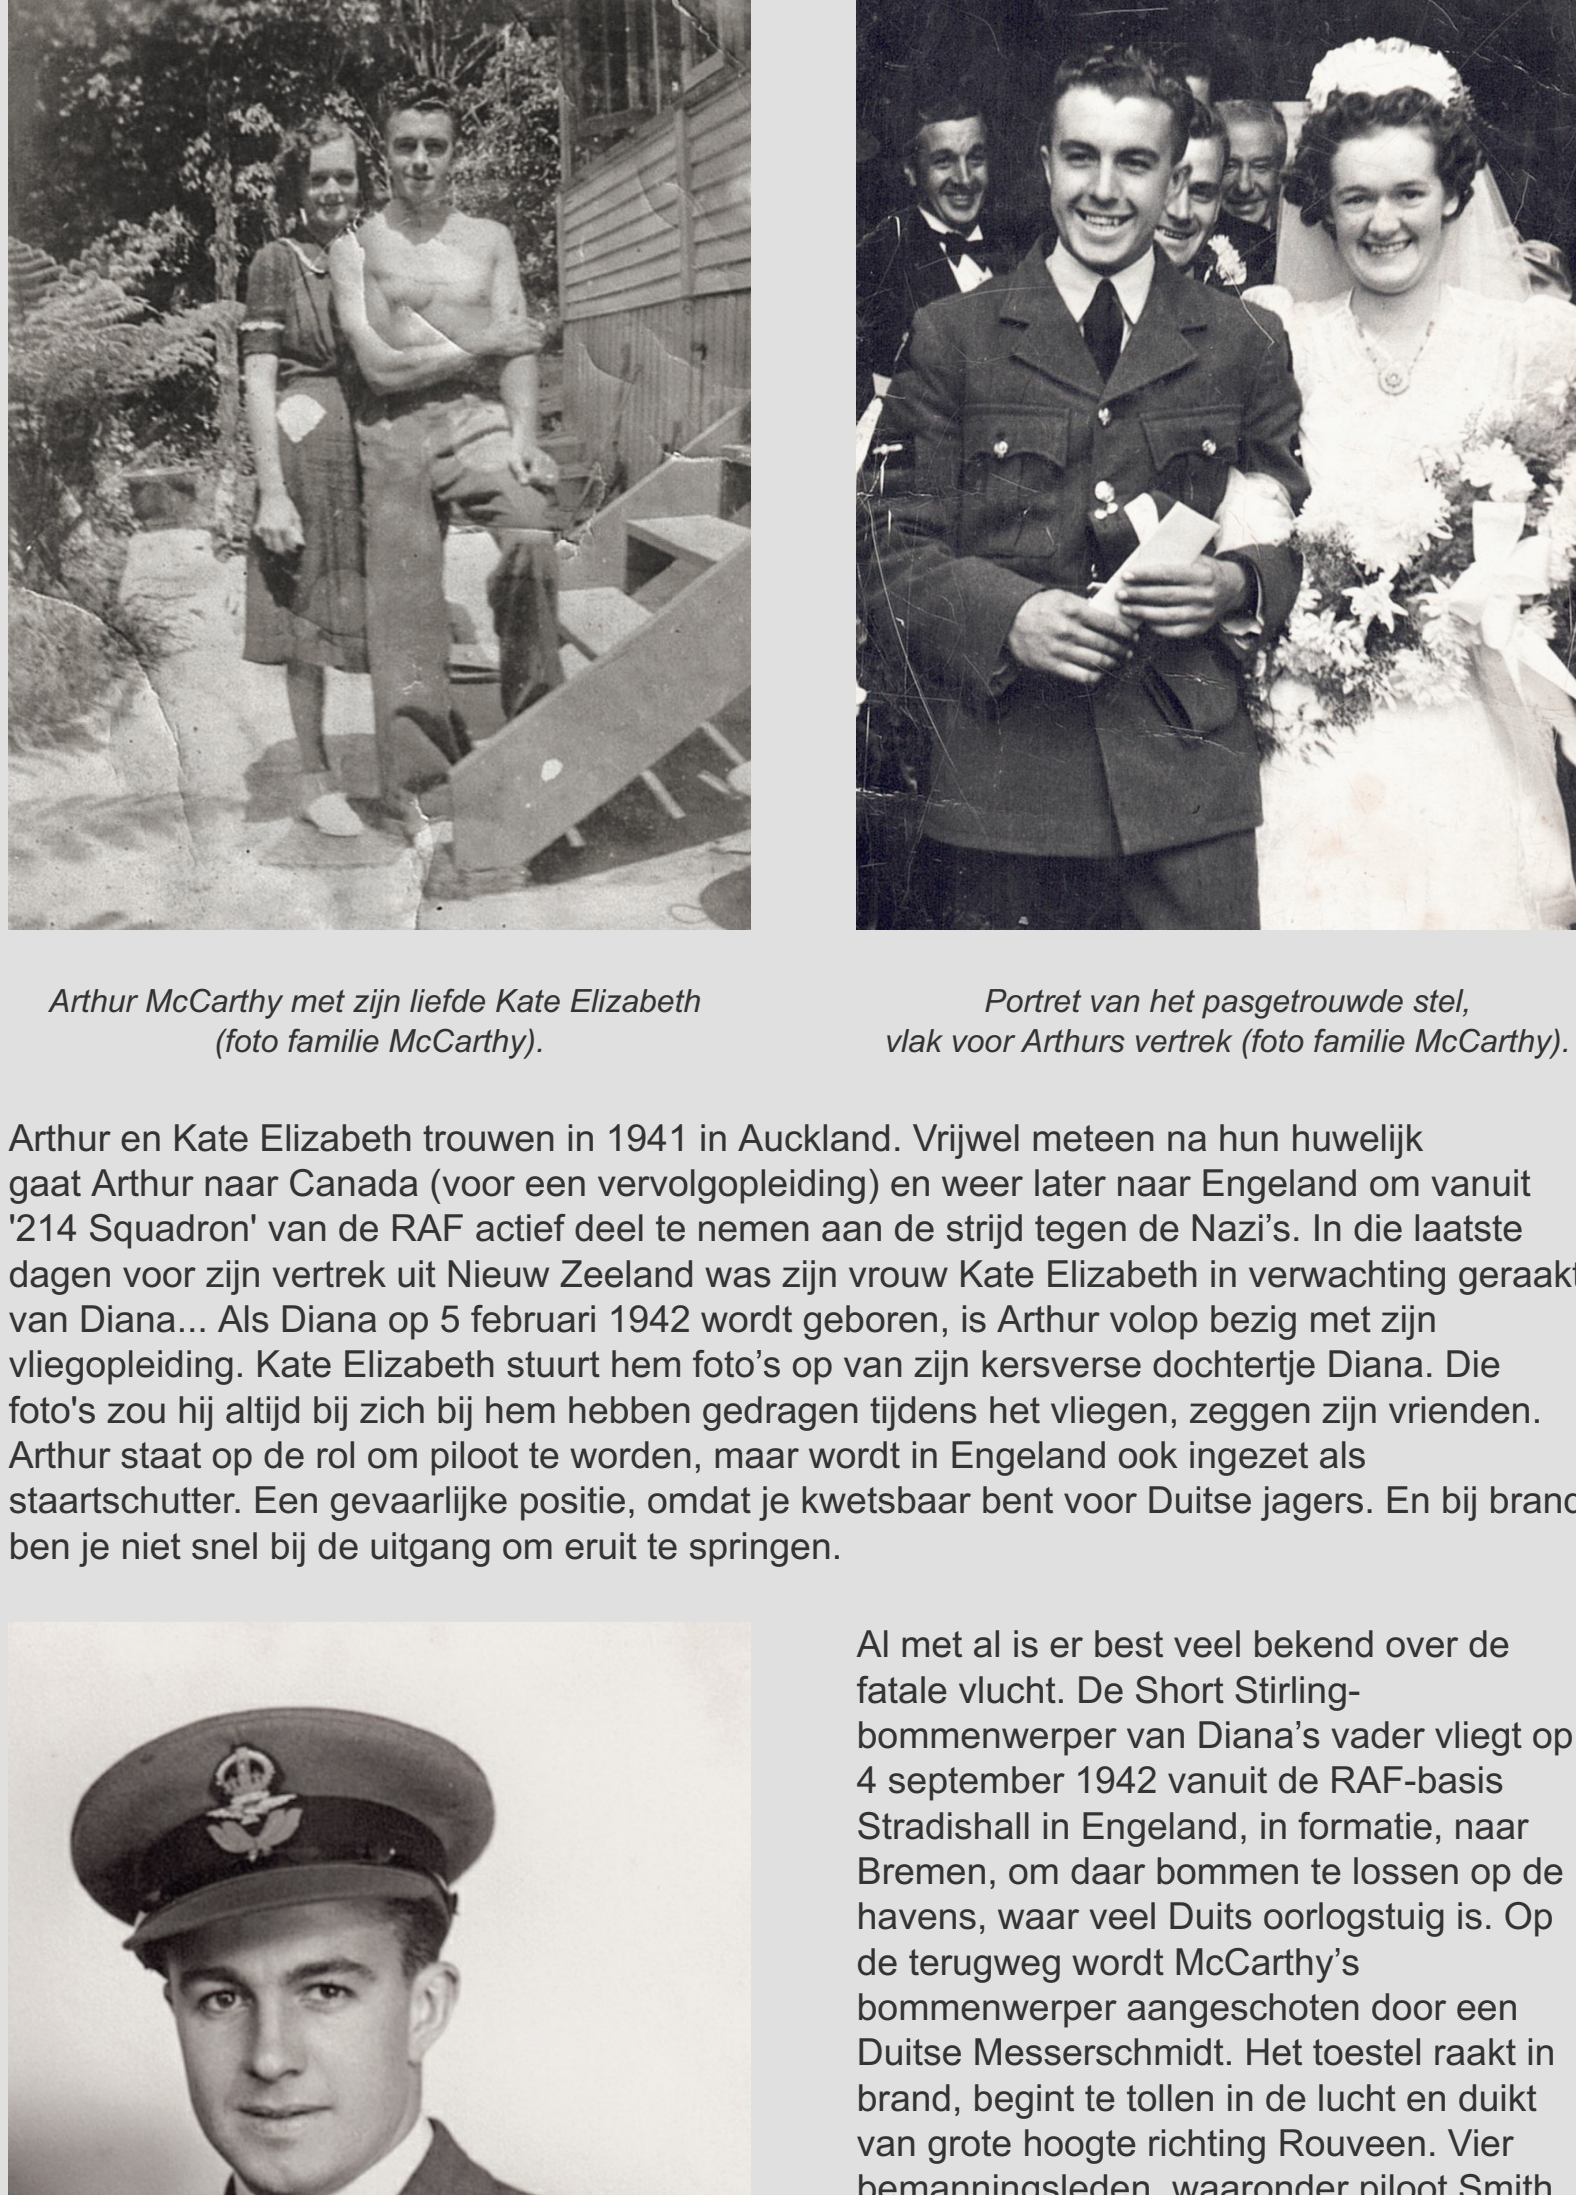 Arthur McCarthy met zijn liefde Kate Elizabeth
(foto familie McCarthy).
Portret van het pasgetrouwde stel,
vlak voor Arthurs vertrek (foto familie McCarthy).
Arthur en Kate Elizabeth trouwen in 1941 in Auckland. Vrijwel meteen na hun huwelijk
gaat Arthur naar Canada (voor een vervolgopleiding) en weer later naar Engeland om vanuit
'214 Squadron' van de RAF actief deel te nemen aan de strijd tegen de Nazi’s. In die laatste
dagen voor zijn vertrek uit Nieuw Zeeland was zijn vrouw Kate Elizabeth in verwachting geraakt
van Diana... Als Diana op 5 februari 1942 wordt geboren, is Arthur volop bezig met zijn
vliegopleiding. Kate Elizabeth stuurt hem foto’s op van zijn kersverse dochtertje Diana. Die
foto's zou hij altijd bij zich bij hem hebben gedragen tijdens het vliegen, zeggen zijn vrienden.
Arthur staat op de rol om piloot te worden, maar wordt in Engeland ook ingezet als
staartschutter. Een gevaarlijke positie, omdat je kwetsbaar bent voor Duitse jagers. En bij brand
ben je niet snel bij de uitgang om eruit te springen.
Al met al is er best veel bekend over de
fatale vlucht. De Short Stirling-
bommenwerper van Diana’s vader vliegt op
4 september 1942 vanuit de RAF-basis
Stradishall in Engeland, in formatie, naar
Bremen, om daar bommen te lossen op de
havens, waar veel Duits oorlogstuig is. Op
de terugweg wordt McCarthy’s
bommenwerper aangeschoten door een
Duitse Messerschmidt. Het toestel raakt in
brand, begint te tollen in de lucht en duikt
van grote hoogte richting Rouveen. Vier
bemanningsleden, waaronder piloot Smith